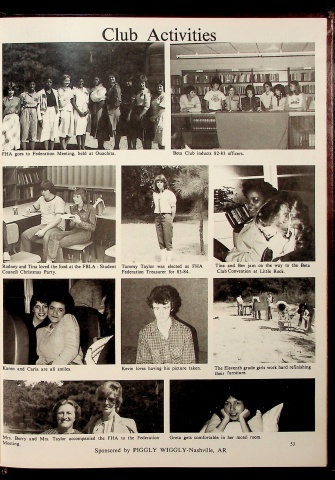 Club Activities
FHA goes to Federation Meeting, held at Ouachita.
Beta Club inducts 82-83 officers.
Rodney and Tina loved the food at the FBLA - Student
Council Christmas Party.
Tommy Taylor was elected as FHA
Federation Treasurer for 83-84.
Tina and Bev jam on the way to the Beta
Club Convention at Little Rock.
Karen and Carla are all smiles.
Kevin loves having his picture taken.
The Eleventh grade girls work hard refinishing
their furniture.
Mrs. Berry and Mrs. Taylor accompanied the FHA to the Federation
Meeting.
Greta gets comfortable in her motel room.
53
Sponsored by PIGGLY WIGGLY-Nashville, AR